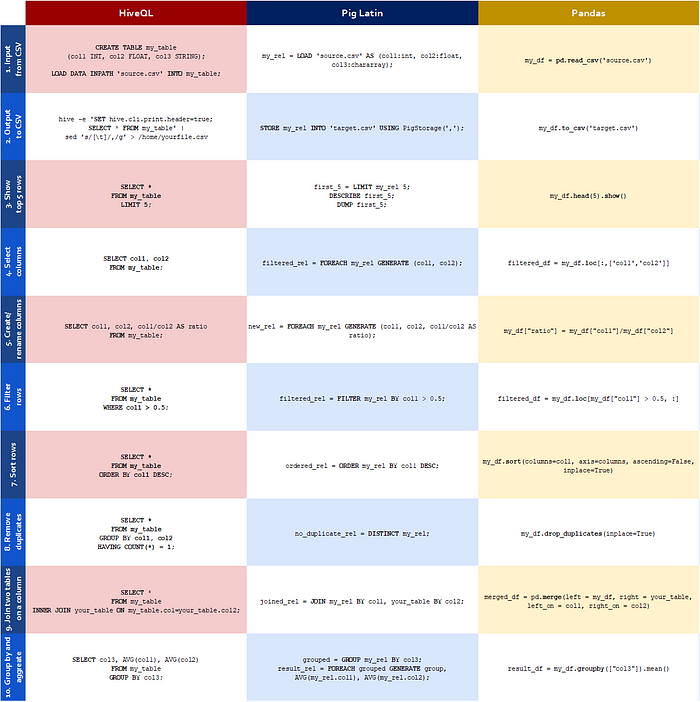 HiveQL
Pig Latin
Pandas
1. Input
from CSV
CREATE TABLE my_table
(col1 INT, col2 FLOAT, col3 STRING);
LOAD DATA INPATH 'source.csv' INTO my_table;
my_rel = LOAD 'source.csv' AS (col1:int, col2:float,
col3:chararray);
my_df = pd.read_csv('source.csv')
2. Output
to CSV
hive -e 'SET hive.cli.print.header=true;
SELECT * FROM my_table' |
sed 's/[\t]/,/g' > /home/yourfile.csv
STORE my_rel INTO 'target.csv' USING PigStorage(',');
my_df.to_csv('target.csv')
3. Show
top 5 rows
SELECT *
FROM my_table
LIMIT 5;
first_5 = LIMIT my_rel 5;
DESCRIBE first_5;
DUMP first_5;
my_df.head(5).show()
4. Select
columns
SELECT col1, col2
FROM my_table;
filtered_rel = FOREACH my_rel GENERATE (col1, col2);
filtered_df = my_df.loc[:,['col1','col2']]
5. Create/
rename columns
SELECT col1, col2, col1/col2 AS ratio
FROM my_table;
new_rel = FOREACH my_rel GENERATE (col1, col2, col1/col2 AS
ratio);
my_df["ratio"] = my_df["col1"]/my_df["col2"]
6. Filter
rows
SELECT *
FROM my_table
WHERE col1 > 0.5;
filtered_rel = FILTER my_rel BY col1 > 0.5;
filtered_df = my_df.loc[my_df["col1"] > 0.5, :]
7. Sort rows
SELECT *
FROM my_table
ORDER BY col1 DESC;
ordered_rel = ORDER my_rel BY col1 DESC;
my_df.sort(columns=col1, axis=columns, ascending=False,
inplace=True)
8. Remove
duplicates
SELECT *
FROM my_table
GROUP BY col1, col2
HAVING COUNT(*) = 1;
no_duplicate_rel = DISTINCT my_rel;
my_df.drop_duplicates(inplace=True)
9. Join two tables
on a column
SELECT *
FROM my_table
INNER JOIN your_table ON my_table.col=your_table.col2;
joined_rel = JOIN my_rel BY col1, your_table BY col2;
merged_df = pd.merge(left = my_df, right = your_table,
left_on = col1, right_on = col2)
10. Group by and
aggreate
SELECT col3, AVG(col1), AVG(col2)
FROM my_table
GROUP BY col3;
grouped = GROUP my_rel BY col3;
result_rel = FOREACH grouped GENERATE group,
AVG(my_rel.col1), AVG(my_rel.col2);
result_df = my_df.groupby(["col3"]).mean()